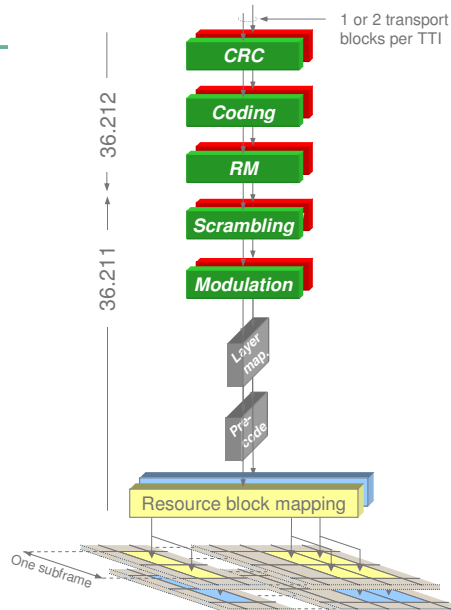 1 or 2 transport
blocks per TTI
CRC
36.212
Coding
RM
Scrambling
36.211
Modulation
Layer
map.
Pre-
code
Resource block mapping
One subframe